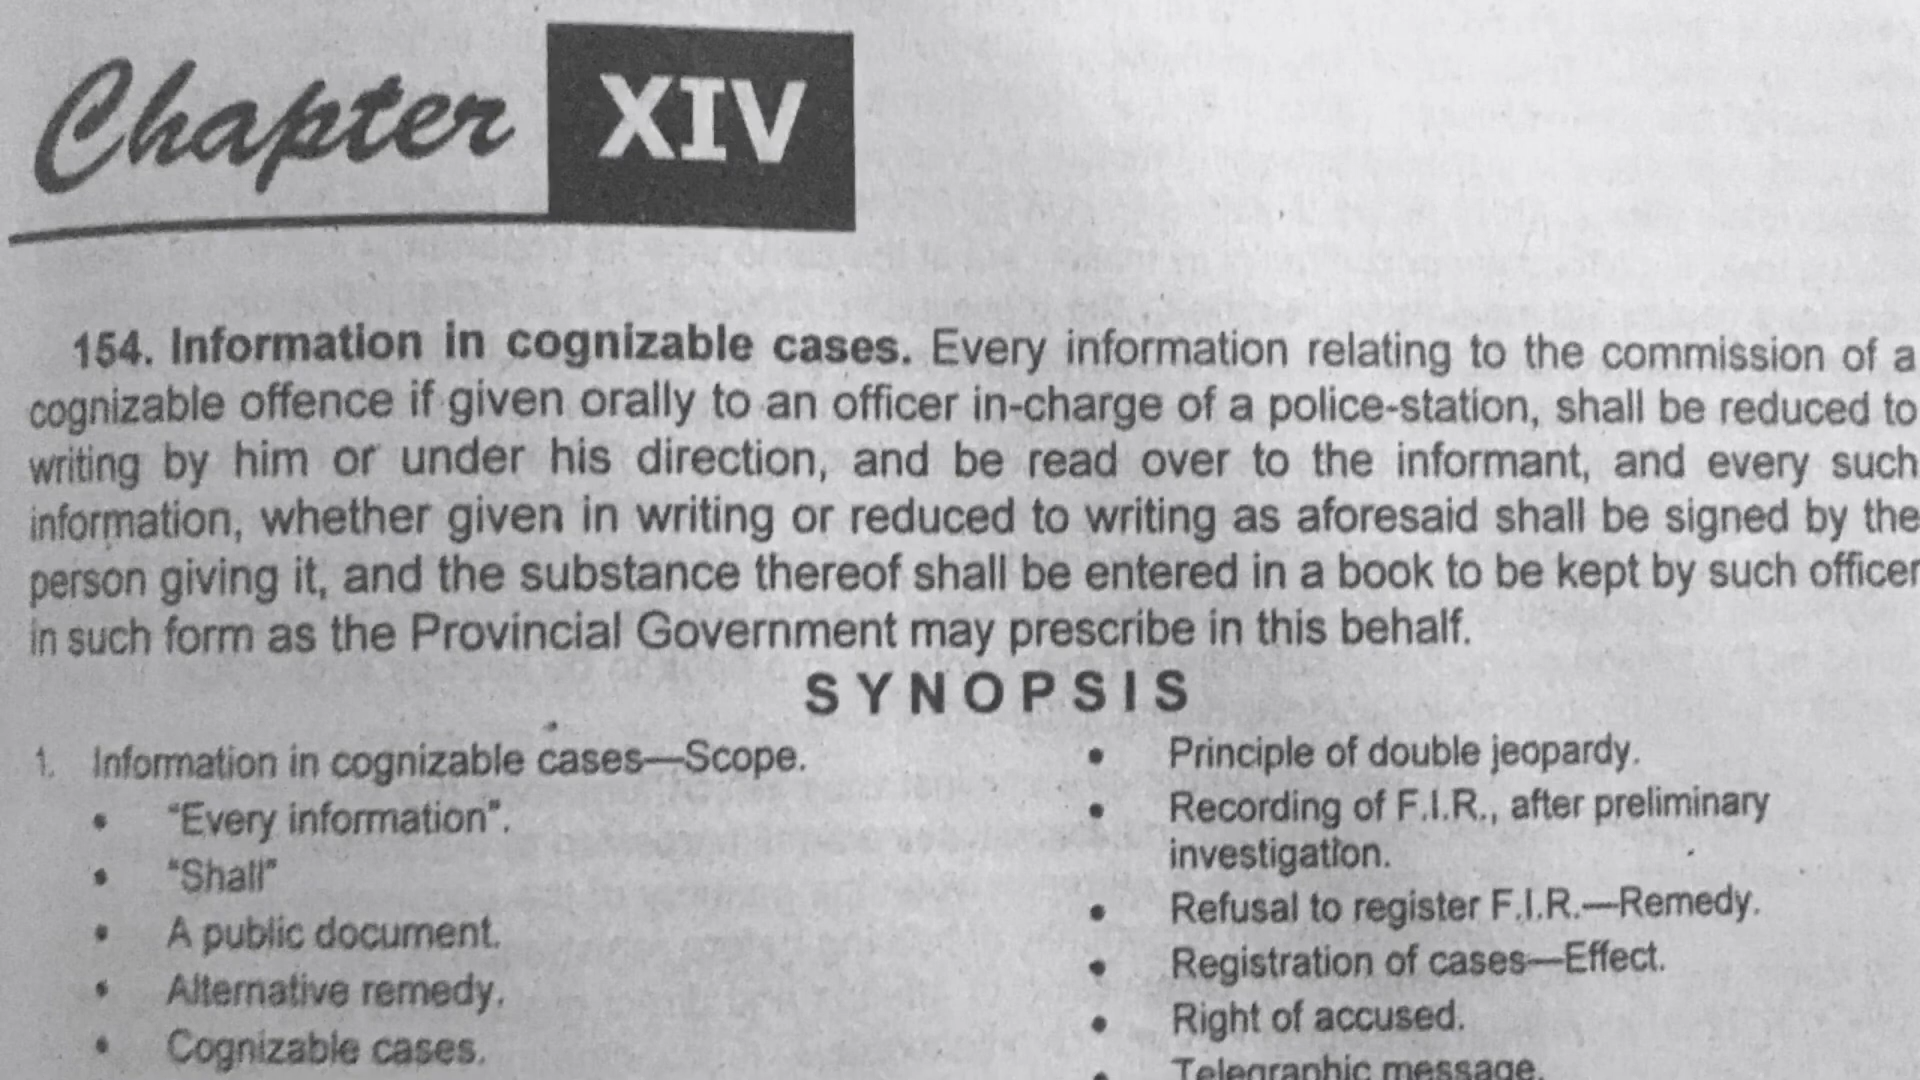 Chapter XIV
154. Information in cognizable cases. Every information relating to the commission of a
cognizable offence if given orally to an officer in-charge of a police-station, shall be reduced to
writing by him or under his direction, and be read over to the informant, and every such
information, whether given in writing or reduced to writing as aforesaid shall be signed by the
person giving it, and the substance thereof shall be entered in a book to be kept by such officer
in such form as the Provincial Government may prescribe in this behalf.
SYNOPSIS
1. Information in cognizable cases—Scope.
• "Every information".
• "Shall"
• A public document.
• Alternative remedy.
• Cognizable cases.
• Principle of double jeopardy.
• Recording of F.I.R., after preliminary
investigation.
• Refusal to register F.I.R.—Remedy.
• Registration of cases—Effect.
• Right of accused.
• Telegraphic message.